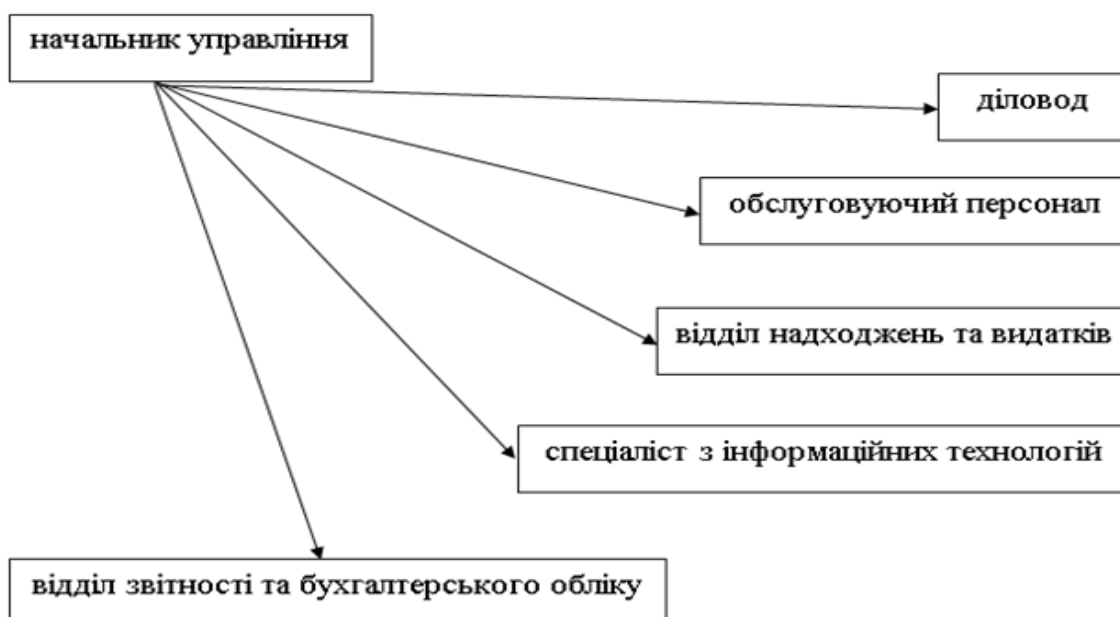 начальник управління
діловод
обслуговуючий персонал
відділ надходжень та видатків
спеціаліст з інформаційних технологій
відділ звітності та бухгалтерського обліку